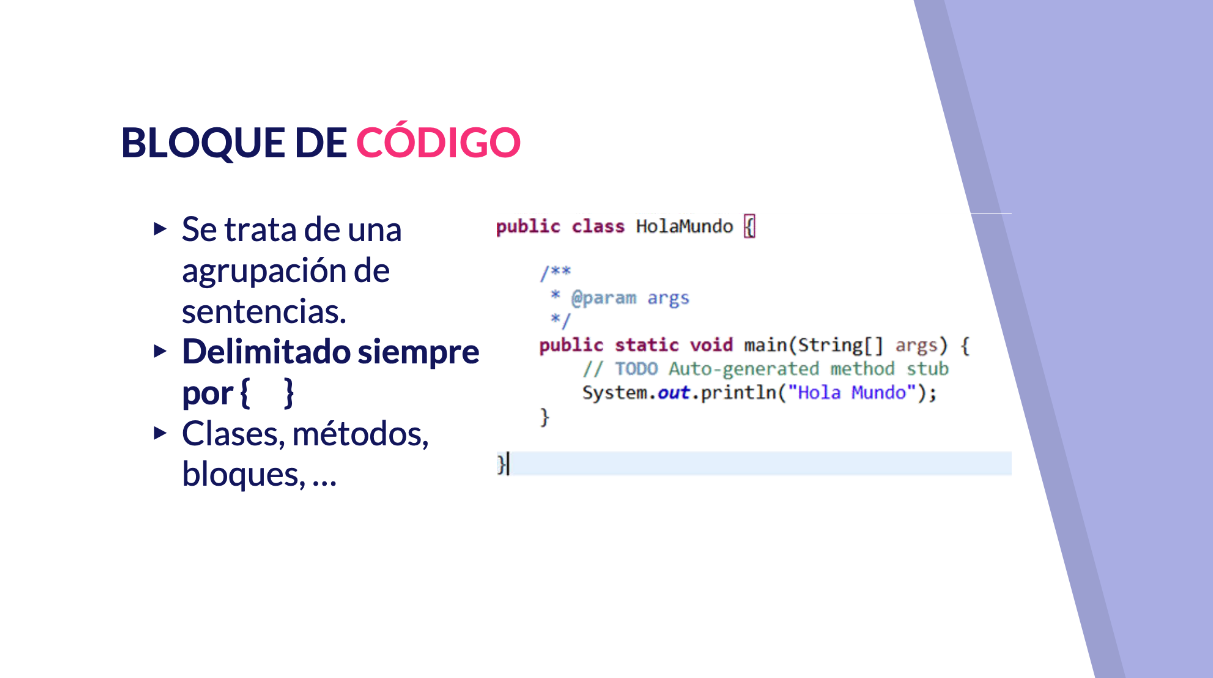 BLOQUE DE CÓDIGO
▸ Se trata de una
agrupación de
sentencias.
▸ Delimitado siempre
por { }
▸ Clases, métodos,
bloques, …
public class HolaMundo {
/**
* @param args
*/
public static void main(String[] args) {
// TODO Auto-generated method stub
System.out.println("Hola Mundo");
}
}